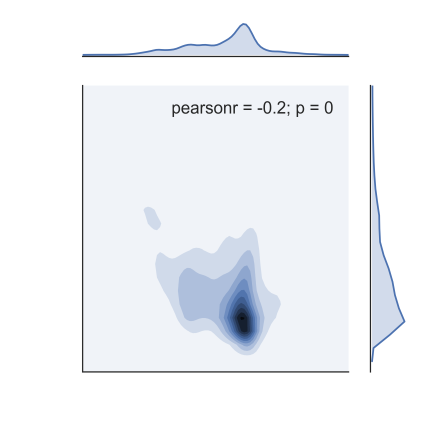 pearsonr = -0.2; p = 0